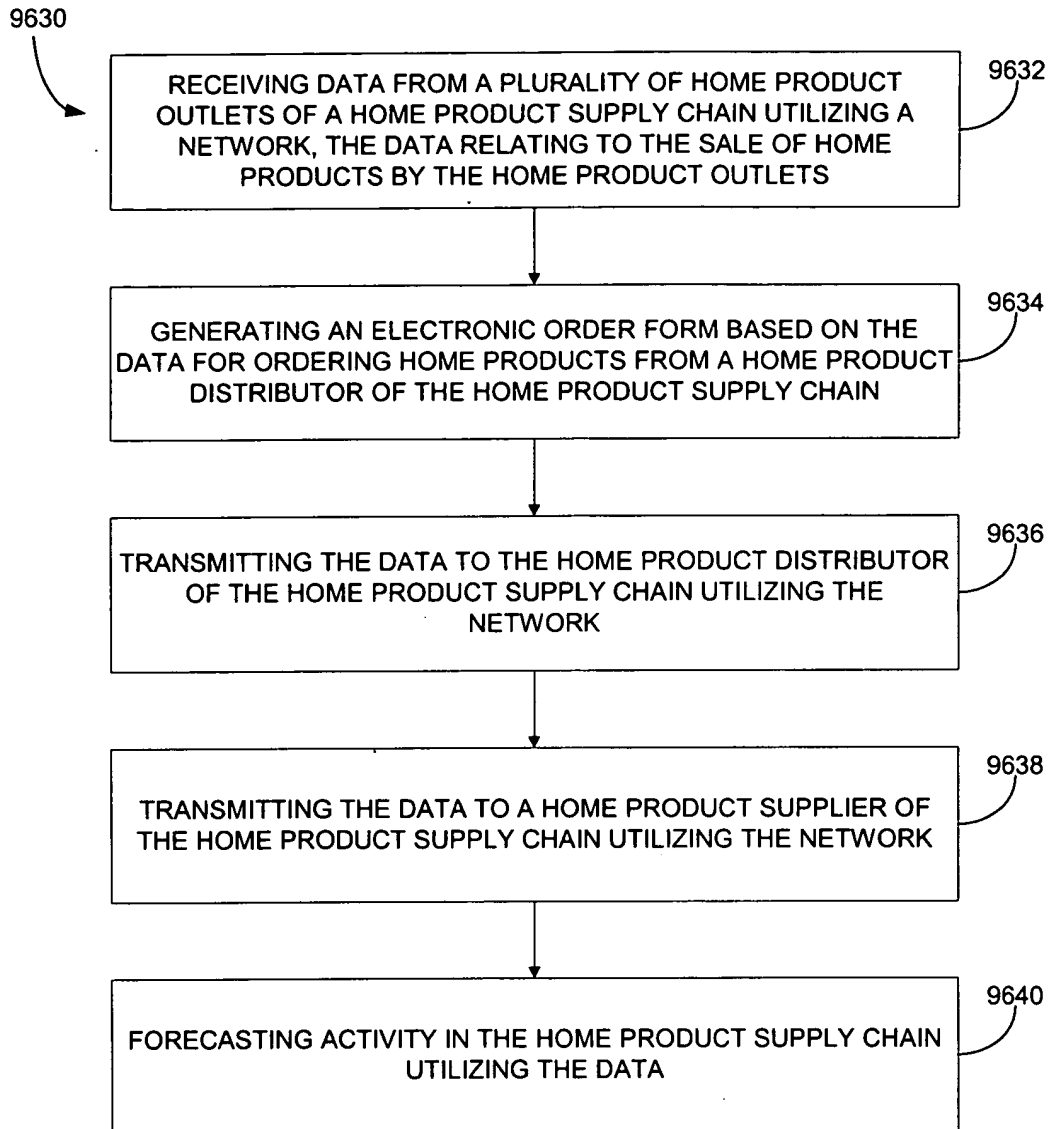 9630
RECEIVING DATA FROM A PLURALITY OF HOME PRODUCT
OUTLETS OF A HOME PRODUCT SUPPLY CHAIN UTILIZING A
NETWORK, THE DATA RELATING TO THE SALE OF HOME
PRODUCTS BY THE HOME PRODUCT OUTLETS
9632
GENERATING AN ELECTRONIC ORDER FORM BASED ON THE
DATA FOR ORDERING HOME PRODUCTS FROM A HOME PRODUCT
DISTRIBUTOR OF THE HOME PRODUCT SUPPLY CHAIN
9634
TRANSMITTING THE DATA TO THE HOME PRODUCT DISTRIBUTOR
OF THE HOME PRODUCT SUPPLY CHAIN UTILIZING THE
NETWORK
9636
TRANSMITTING THE DATA TO A HOME PRODUCT SUPPLIER OF
THE HOME PRODUCT SUPPLY CHAIN UTILIZING THE NETWORK
9638
FORECASTING ACTIVITY IN THE HOME PRODUCT SUPPLY CHAIN
UTILIZING THE DATA
9640